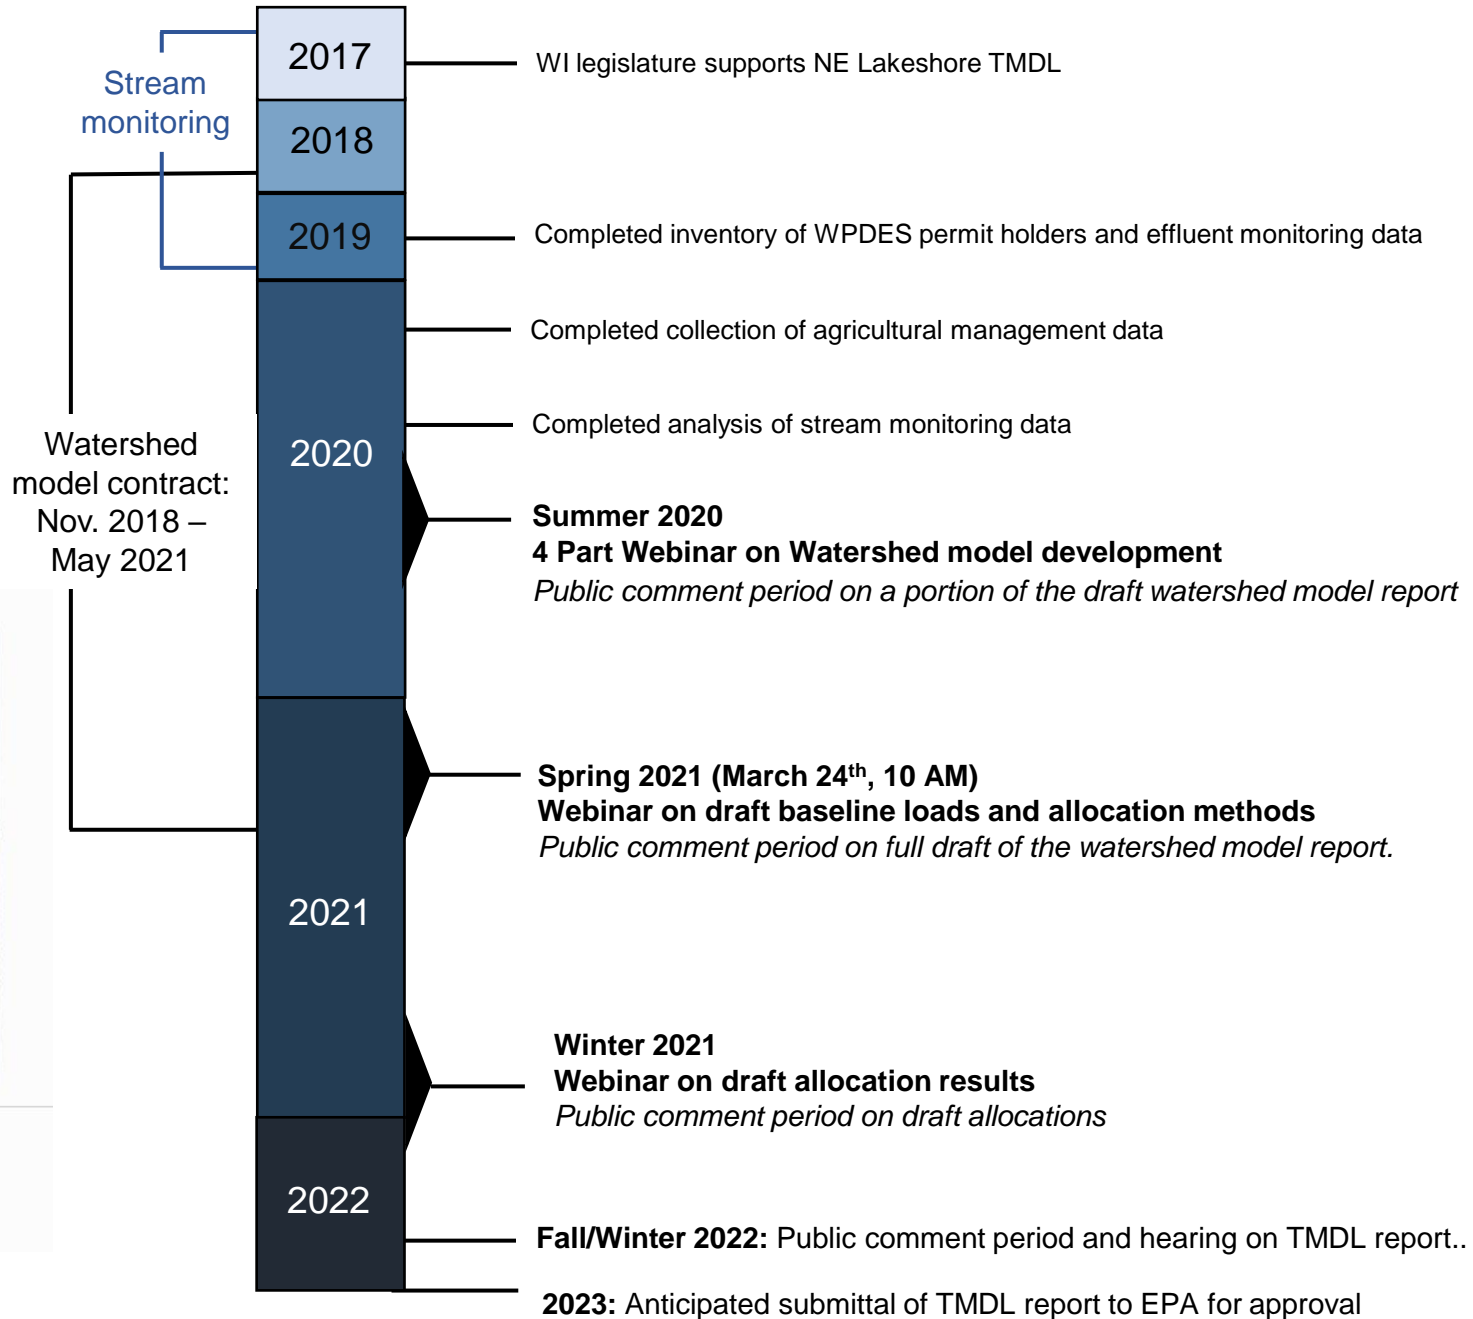 2017
WI legislature supports NE Lakeshore TMDL
Stream
monitoring
2018
2019
Completed inventory of WPDES permit holders and effluent monitoring data
Completed collection of agricultural management data
Completed analysis of stream monitoring data
2020
Watershed
model contract:
Nov. 2018 –
May 2021
Summer 2020
4 Part Webinar on Watershed model development
Public comment period on a portion of the draft watershed model report
Spring 2021 (March 24th, 10 AM)
Webinar on draft baseline loads and allocation methods
Public comment period on full draft of the watershed model report.
2021
Winter 2021
Webinar on draft allocation results
Public comment period on draft allocations
2022
Fall/Winter 2022: Public comment period and hearing on TMDL report..
2023: Anticipated submittal of TMDL report to EPA for approval